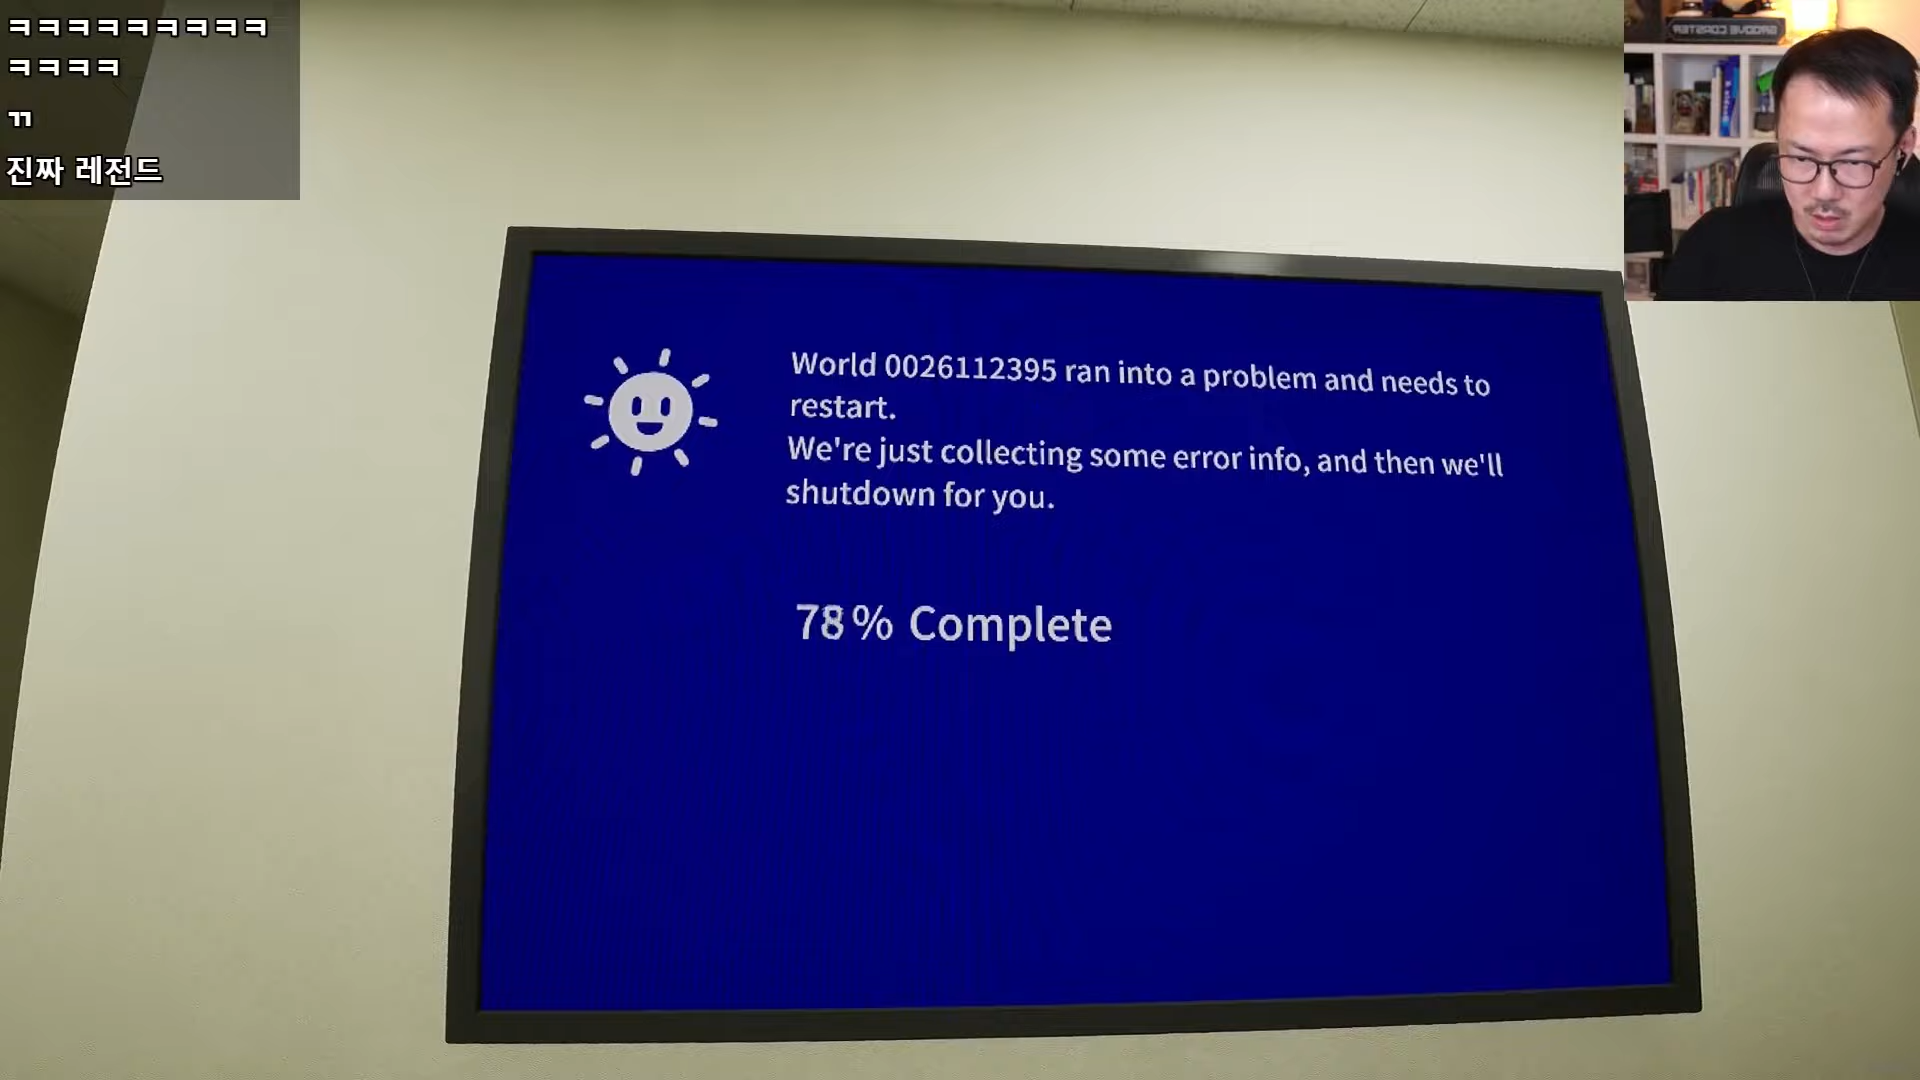 ㅋㅋㅋㅋㅋㅋㅋㅋㅋ
ㅋㅋㅋㅋ
ㄲ
진짜 레전드
World 0026112395 ran into a problem and needs to
restart.
We're just collecting some error info, and then we'll
shutdown for you.
78% Complete